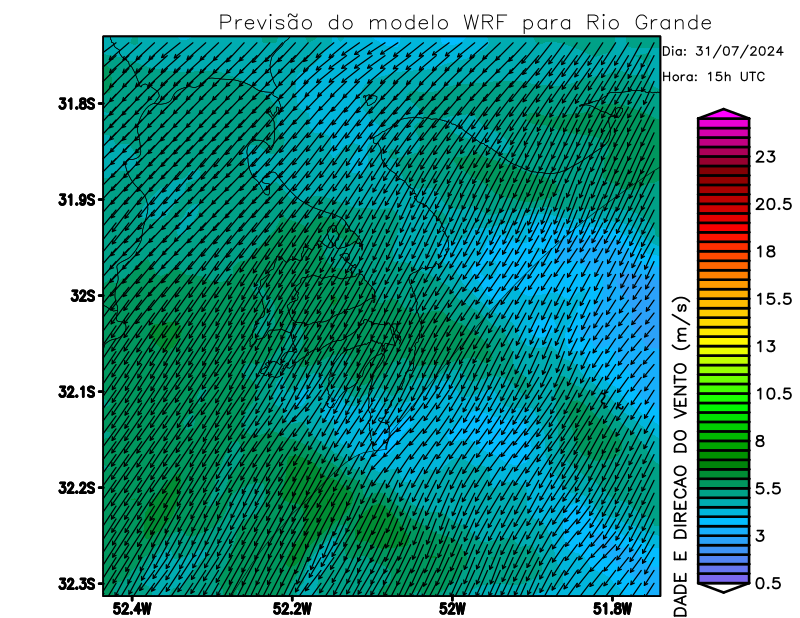 Previsão do modelo WRF para Rio Grande
Dia: 31/07/2024
Hora: 15h UTC
31.8S
31.9S
32S
32.1S
32.2S
32.3S
52.4W
52.2W
52W
51.8W
DADE E DIRECAO DO VENTO (m/s)
23
20.5
18
15.5
13
10.5
8
5.5
3
0.5